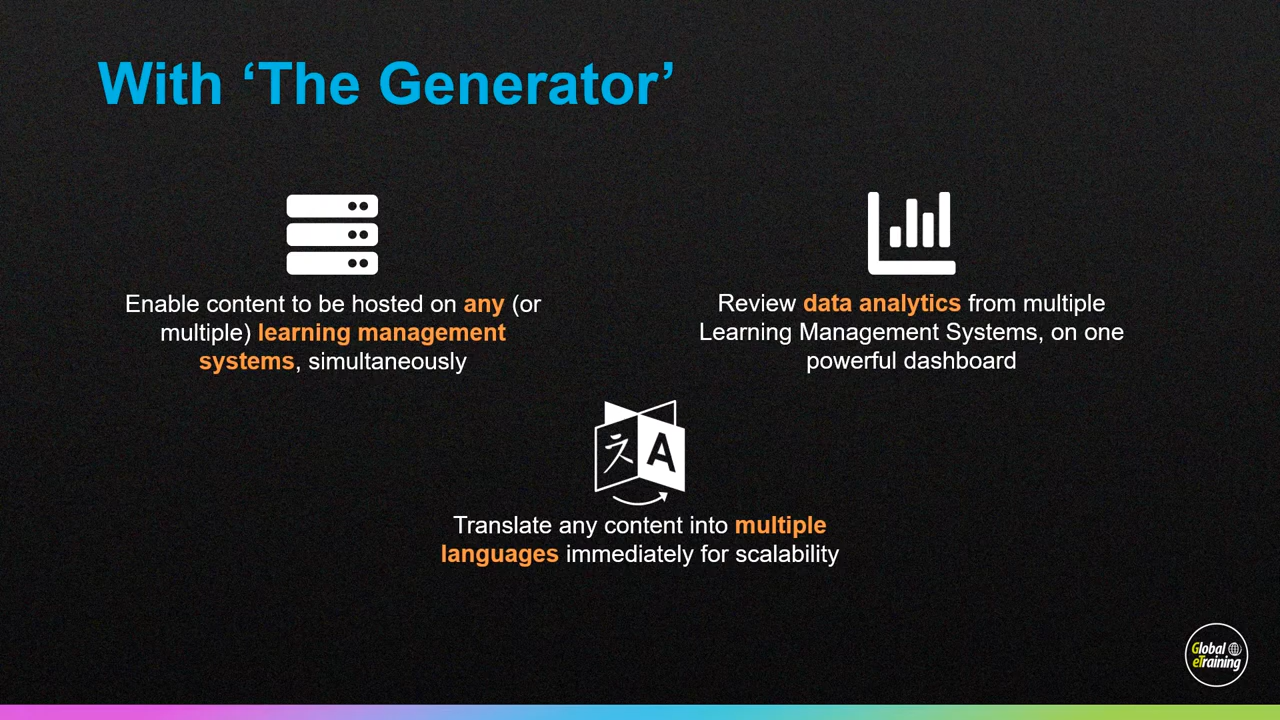 With ‘The Generator’
Enable content to be hosted on any (or
multiple) learning management
systems, simultaneously
Review data analytics from multiple
Learning Management Systems, on one
powerful dashboard
A
Translate any content into multiple
languages immediately for scalability
Global
eTraining